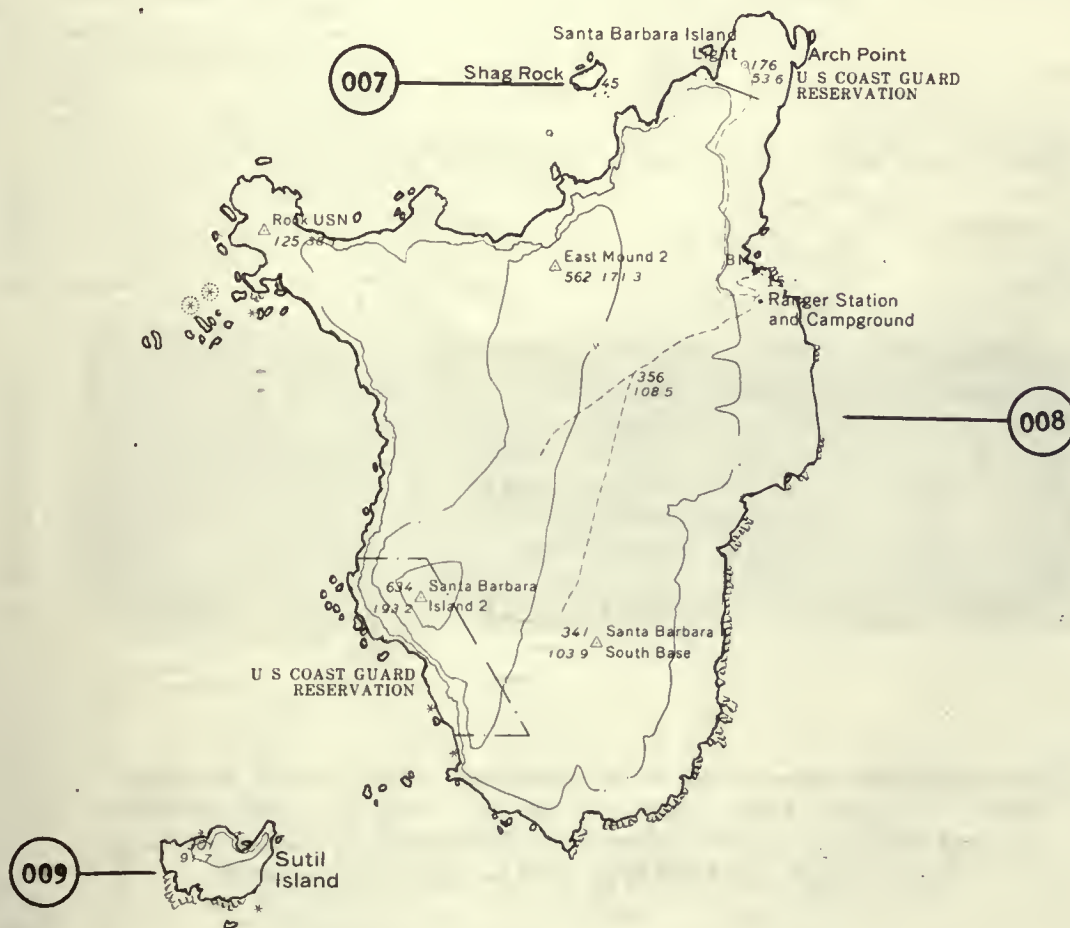 Santa Barbara Island
Light
007
Shag Rock
45
176
53 6
Arch Point
U S COAST GUARD
RESERVATION
Rock USN
125
East Mound 2
562 171 3
BM
Ranger Station
and Campground
356
108 5
008
634
193 2
Santa Barbara
Island 2
341
103 9
Santa Barbara
South Base
U S COAST GUARD
RESERVATION
009
91 7
Sutil
Island